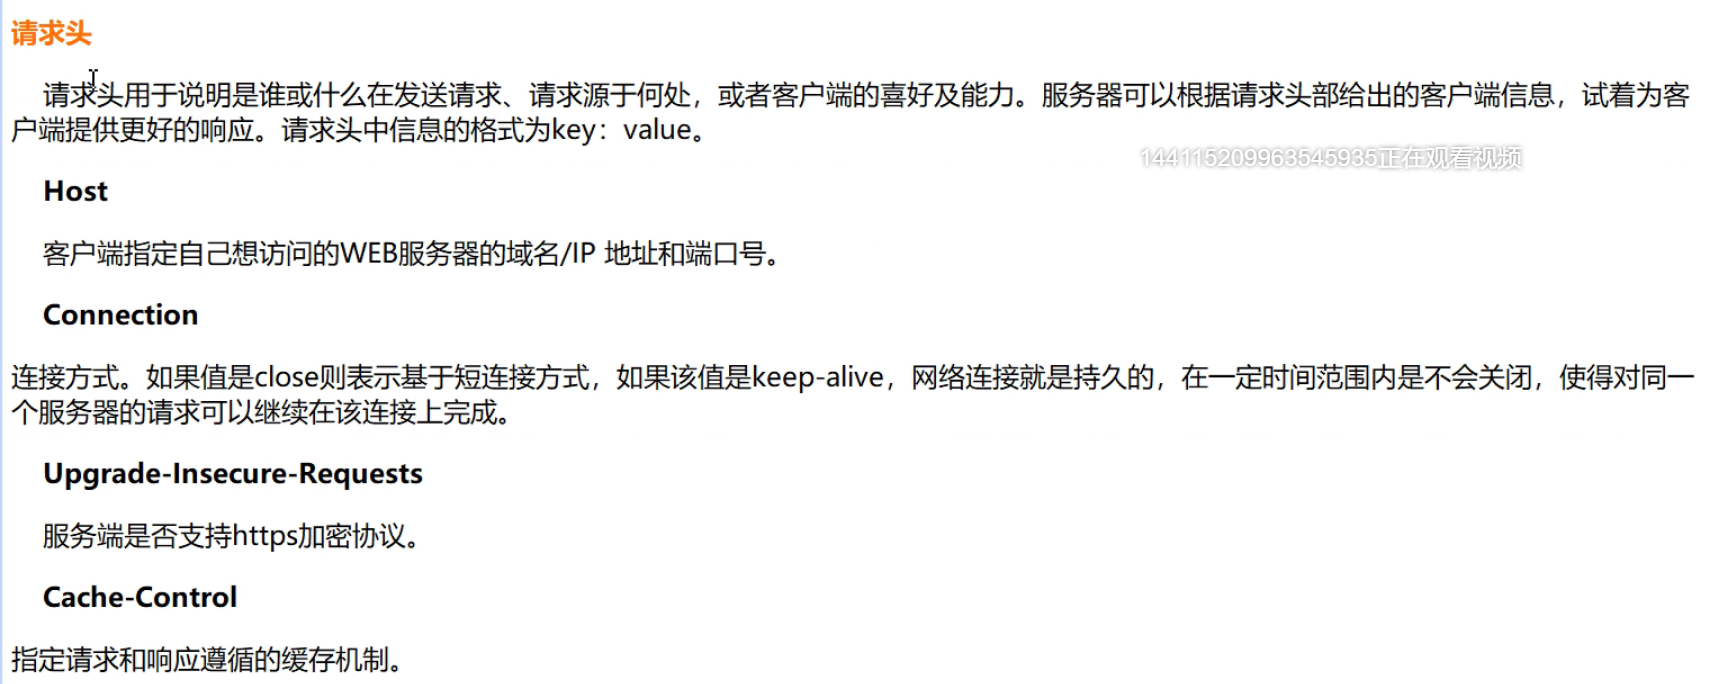 请求头
请求头用于说明是谁或什么在发送请求、请求源于何处，或者客户端的喜好及能力。服务器可以根据请求头部给出的客户端信息，试着为客
户端提供更好的响应。请求头中信息的格式为key：value。
144115209963545935正在观看视频
Host
客户端指定自己想访问的WEB服务器的域名/IP 地址和端口号。
Connection
连接方式。如果值是close则表示基于短连接方式，如果该值是keep-alive，网络连接就是持久的，在一定时间范围内是不会关闭，使得对同一
个服务器的请求可以继续在该连接上完成。
Upgrade-Insecure-Requests
服务端是否支持https加密协议。
Cache-Control
指定请求和响应遵循的缓存机制。